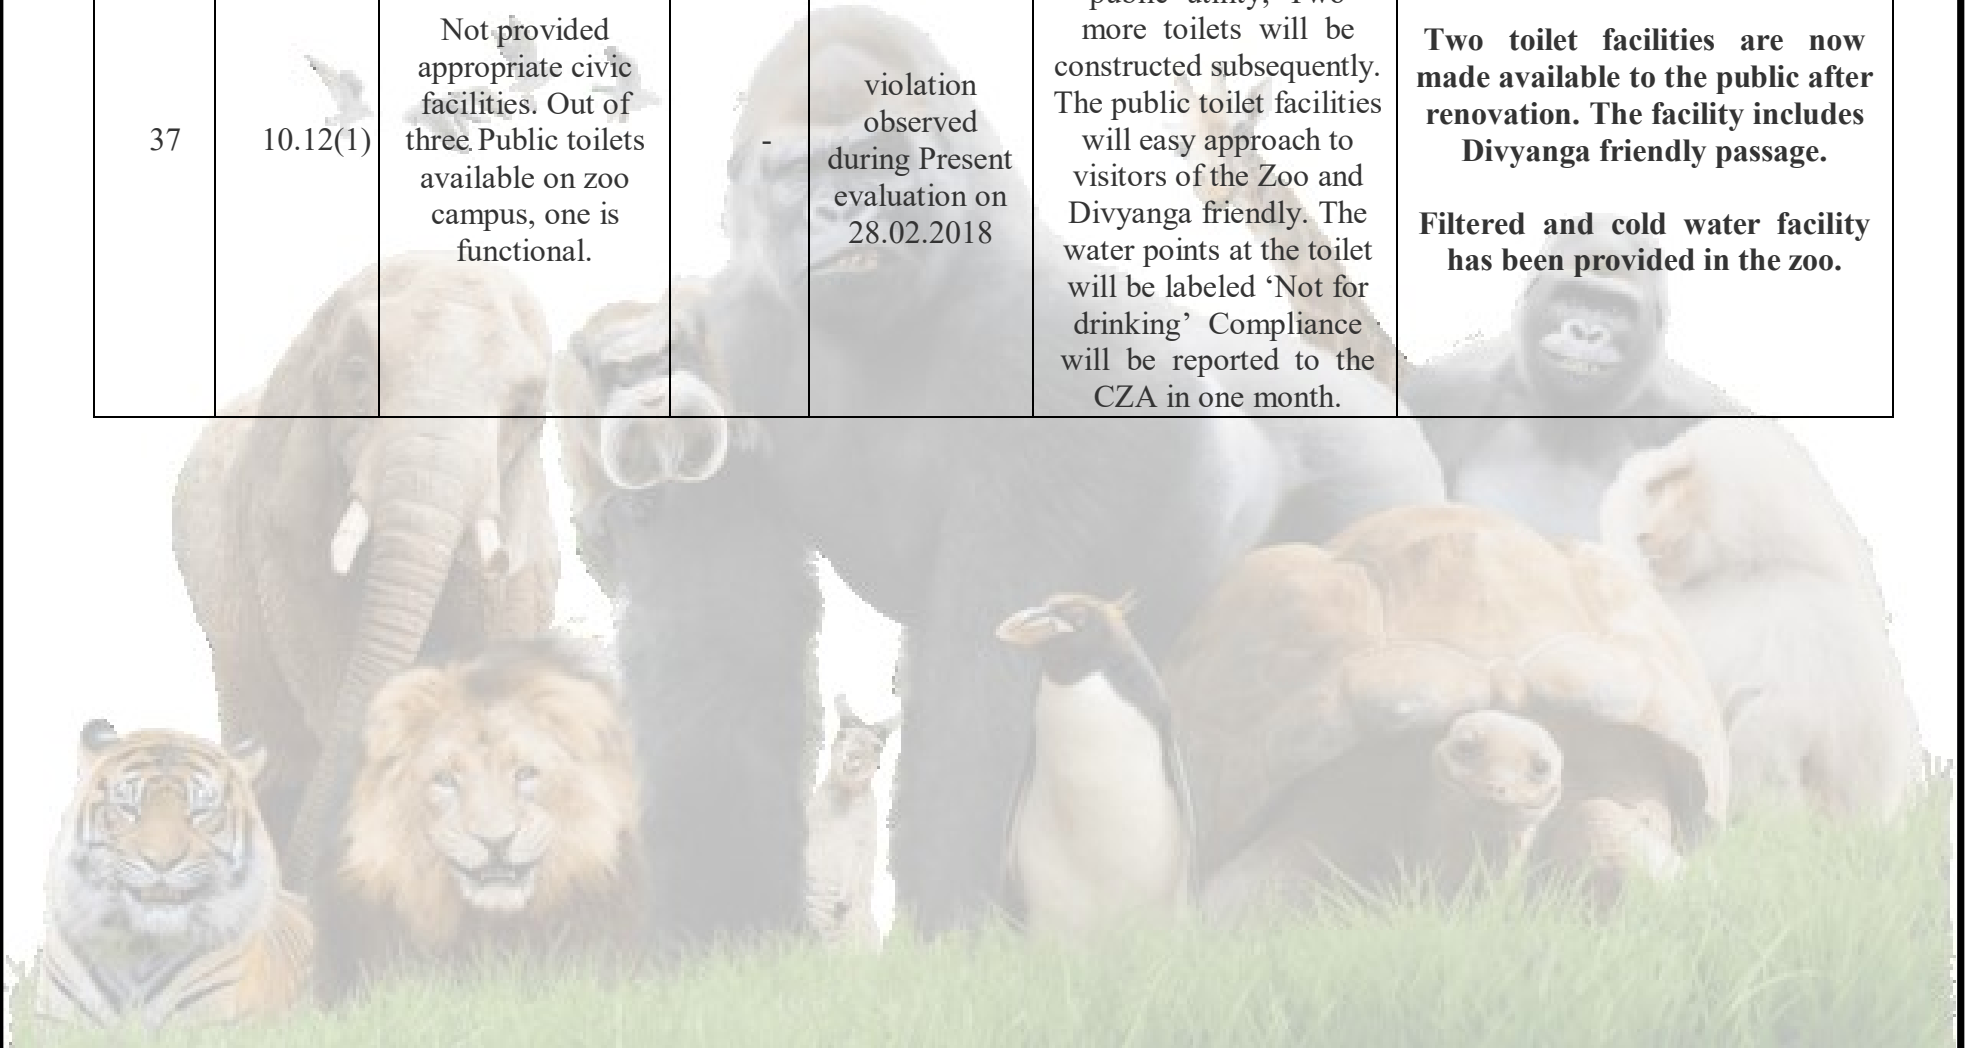 37
10.12(1)
Not provided
appropriate civic
facilities. Out of
three Public toilets
available on zoo
campus, one is
functional.
-
violation
observed
during Present
evaluation on
28.02.2018
public utility, Two
more toilets will be
constructed subsequently.
The public toilet facilities
will easy approach to
visitors of the Zoo and
Divyanga friendly. The
water points at the toilet
will be labeled ‘Not for
drinking’ Compliance
will be reported to the
CZA in one month.
Two toilet facilities are now
made available to the public after
renovation. The facility includes
Divyanga friendly passage.
Filtered and cold water facility
has been provided in the zoo.